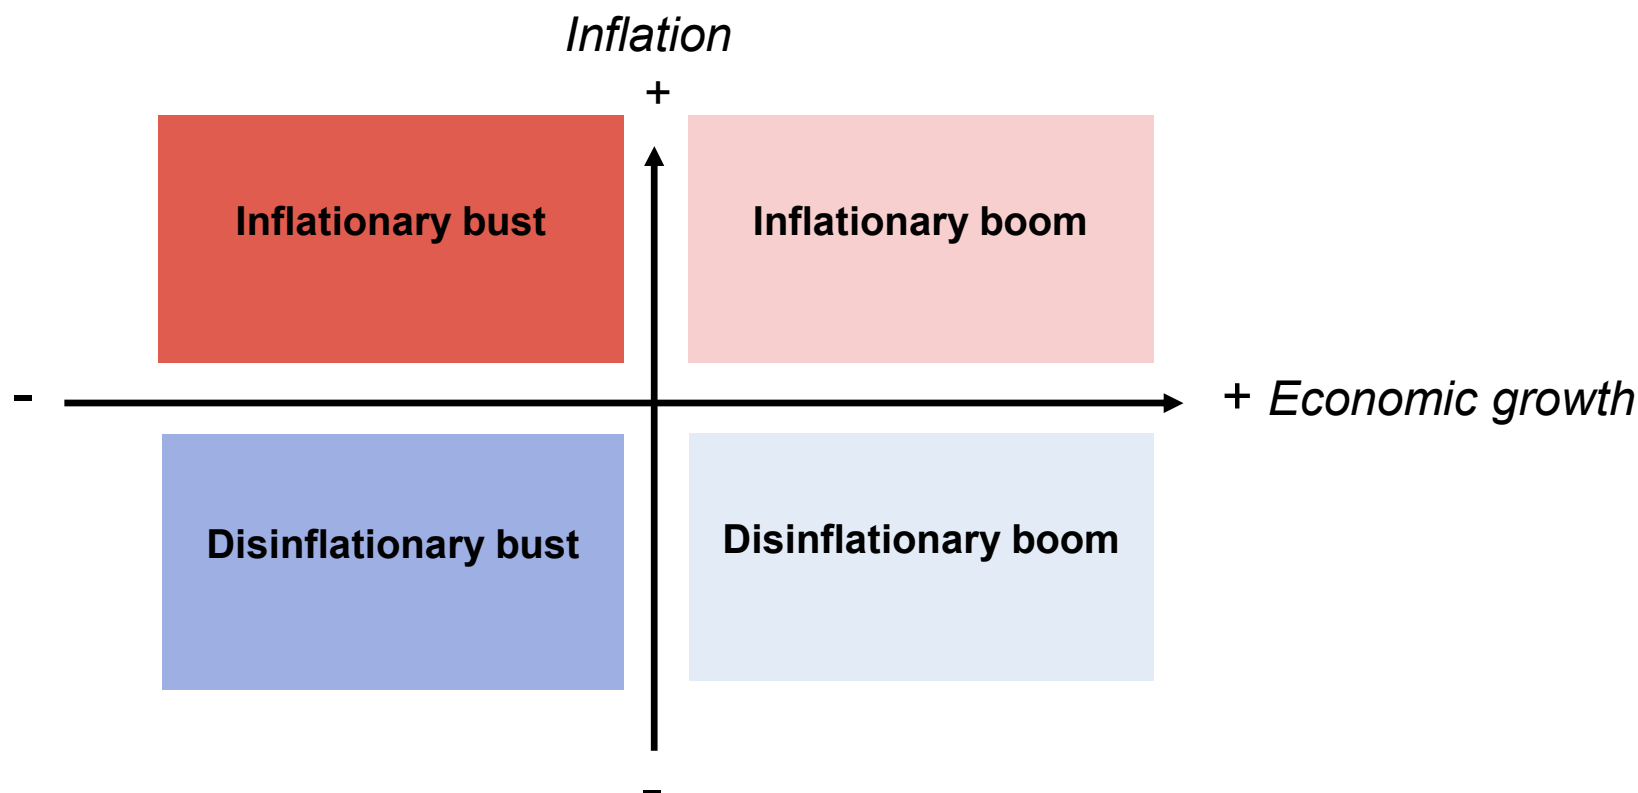 Inflation
+
Inflationary bust
Inflationary boom
-
+ Economic growth
Disinflationary bust
Disinflationary boom
-